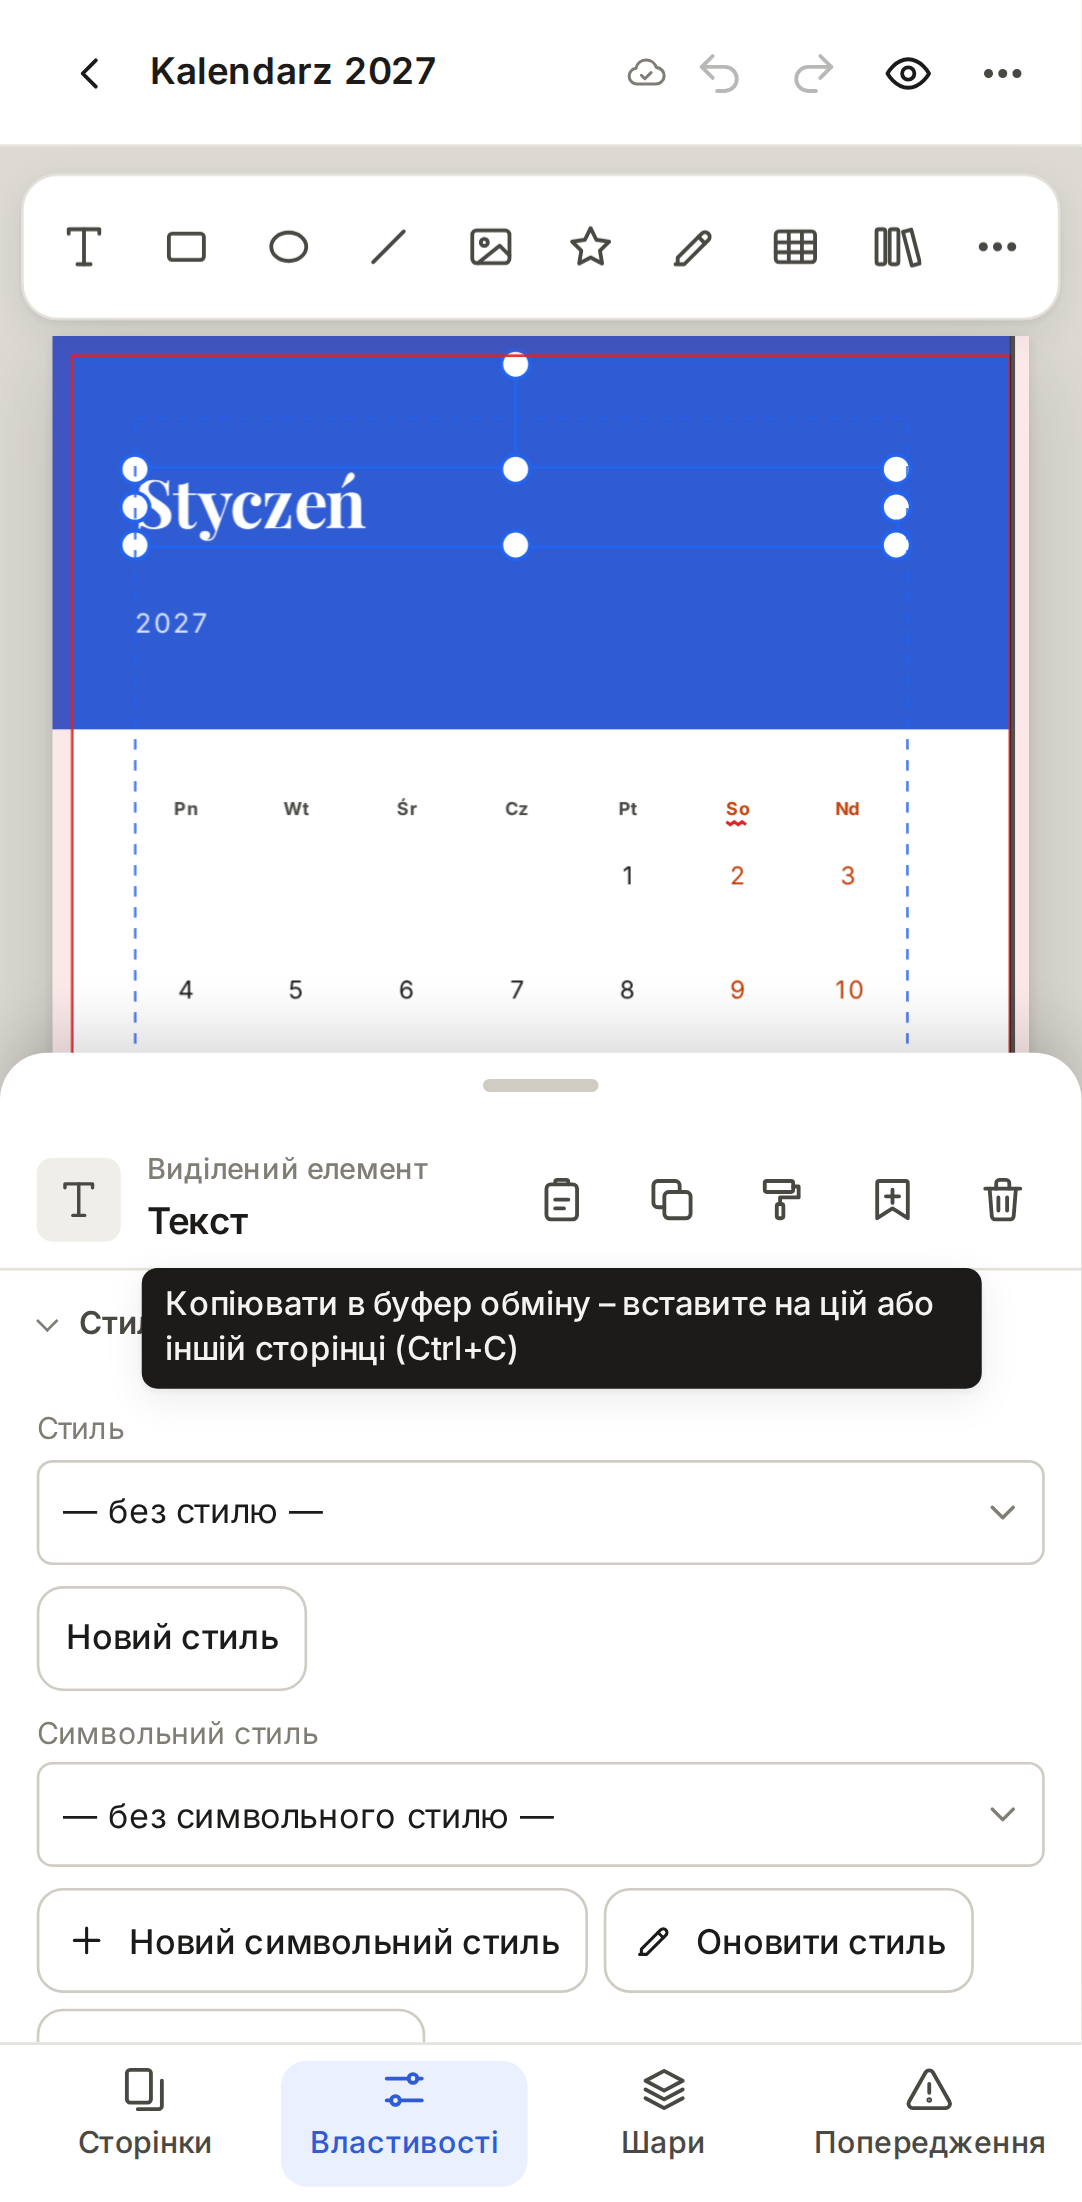 Kalendarz 2027
Styczeń
2027
Pn Wt Śr Cz Pt So Nd
1 2 3
4 5 6 7 8 9 10
Виділений елемент
Текст
Копіювати в буфер обміну – вставите на цій або
іншій сторінці (Ctrl+C)
Стиль
— без стилю —
Новий стиль
Символьний стиль
— без символьного стилю —
Новий символьний стиль
Оновити стиль
Сторінки
Властивості
Шари
Попередження